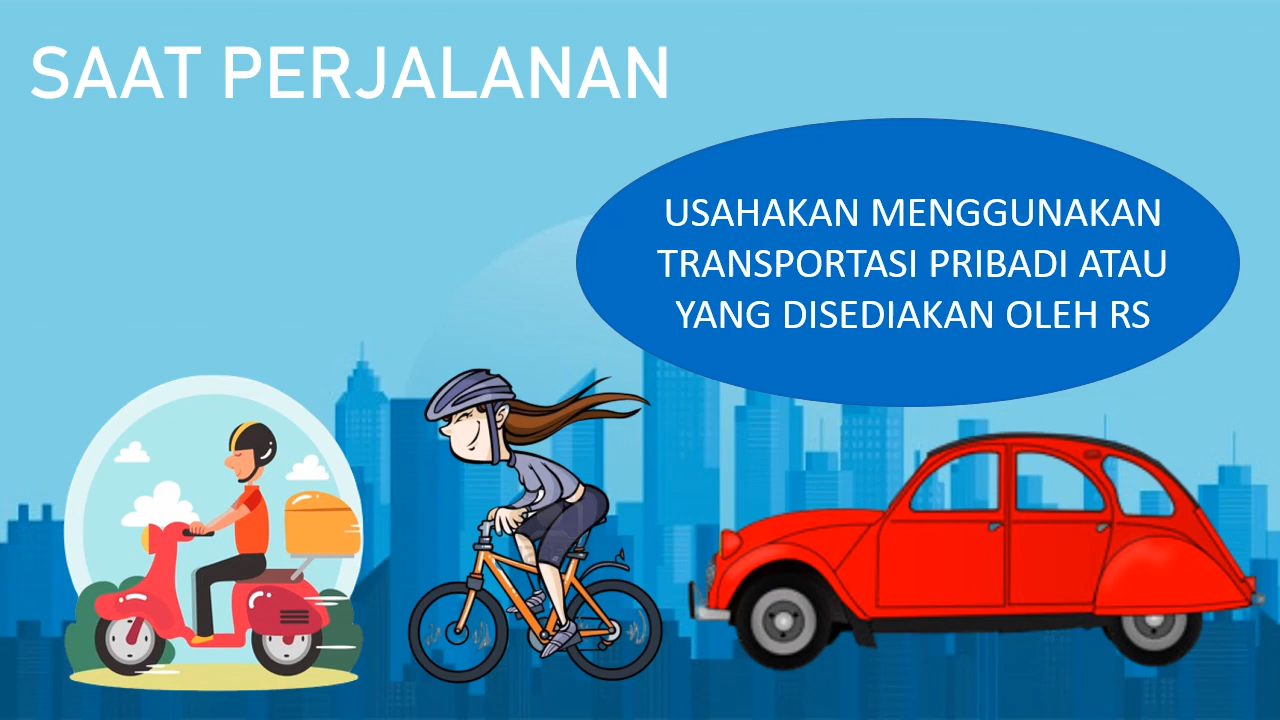 SAAT PERJALANAN
USAHAKAN MENGGUNAKAN
TRANSPORTASI PRIBADI ATAU
YANG DISEDIAKAN OLEH RS